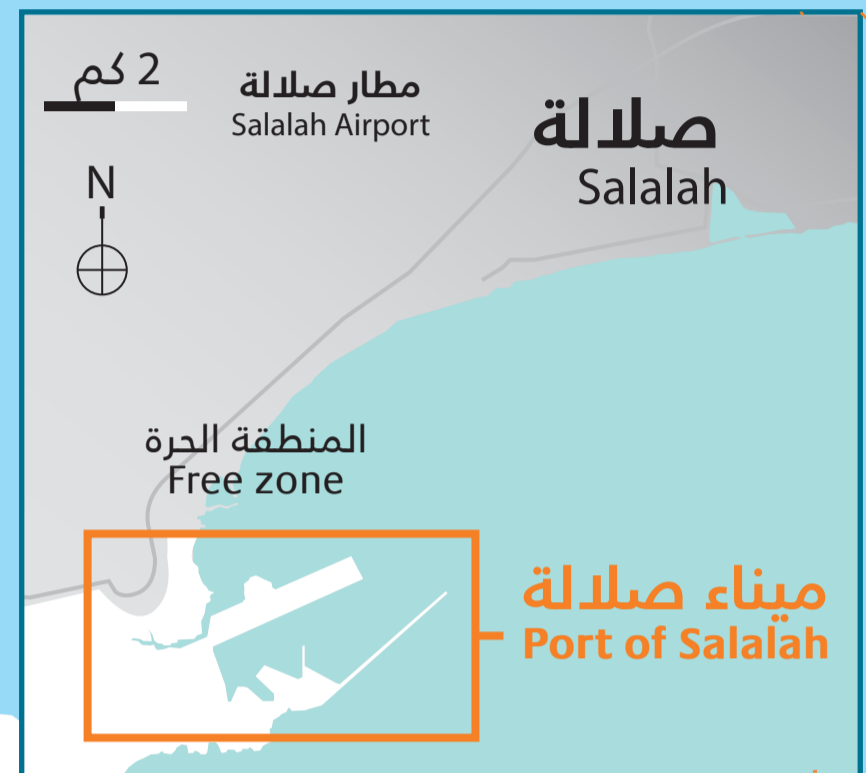 2 كم
مطار صلالة
Salalah Airport
صلالة
Salalah
N
المنطقة الحرة
Free zone
ميناء صلالة
Port of Salalah